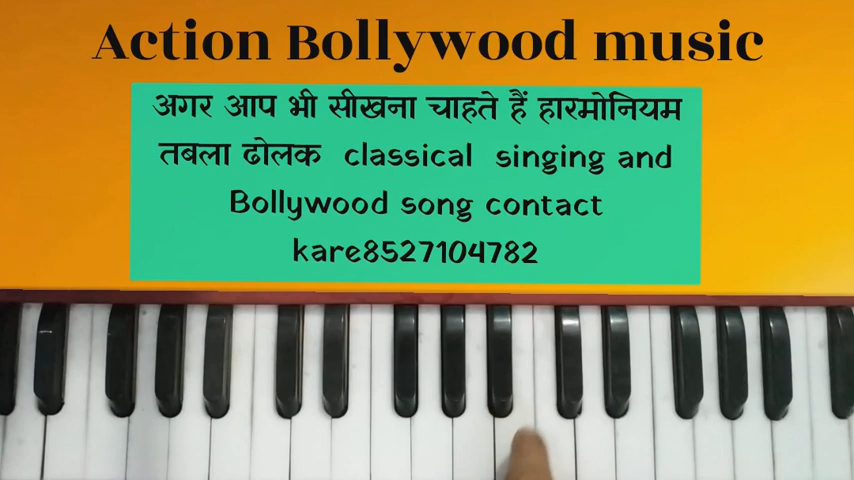 Action Bollywood music
अगर आप भी सीखना चाहते हैं हारमोनियम
तबला ढोलक classical singing and
Bollywood song contact
kare8527104782